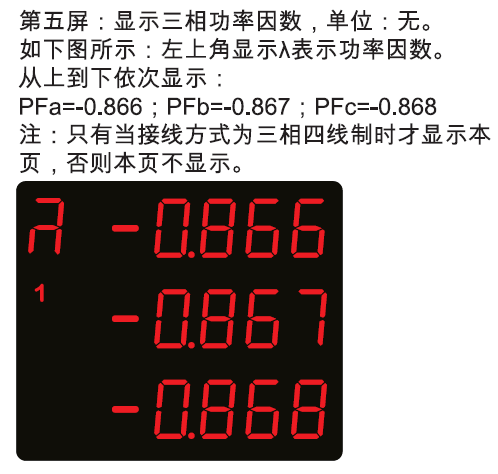 第五屏：显示三相功率因数，单位：无。
如下图所示：左上角显示λ表示功率因数。
从上到下依次显示：
PFa=-0.866；PFb=-0.867；PFc=-0.868
注：只有当接线方式为三相四线制时才显示本
页，否则本页不显示。
λ -0.866
1 -0.867
-0.868